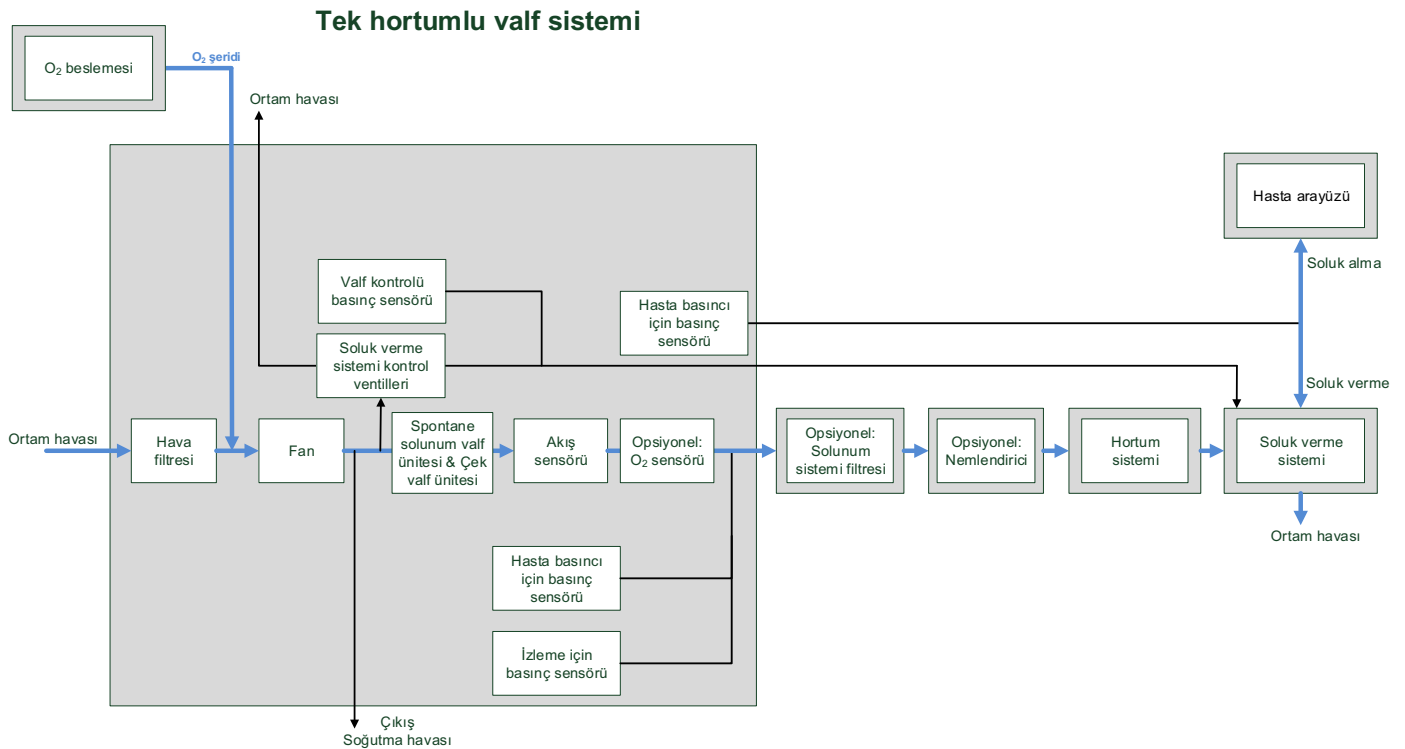 Tek hortumlu valf sistemi
O₂ beslemesi
O₂ şeridi
Ortam havası
Hasta arayüzü
Soluk alma
Valf kontrolü
basınç sensörü
Hasta basıncı
için basınç
sensörü
Soluk verme
sistemi kontrol
ventilleri
Soluk verme
Ortam havası
Hava
filtresi
Fan
Spontane
solunum valf
ünitesi & Çek
valf ünitesi
Akış
sensörü
Opsiyonel:
O₂ sensörü
Opsiyonel:
Solunum
sistemi filtresi
Opsiyonel:
Nemlendirici
Hortum
sistemi
Soluk verme
sistemi
Ortam havası
Hasta basıncı
için basınç
sensörü
İzleme için
basınç sensörü
Çıkış
Soğutma havası